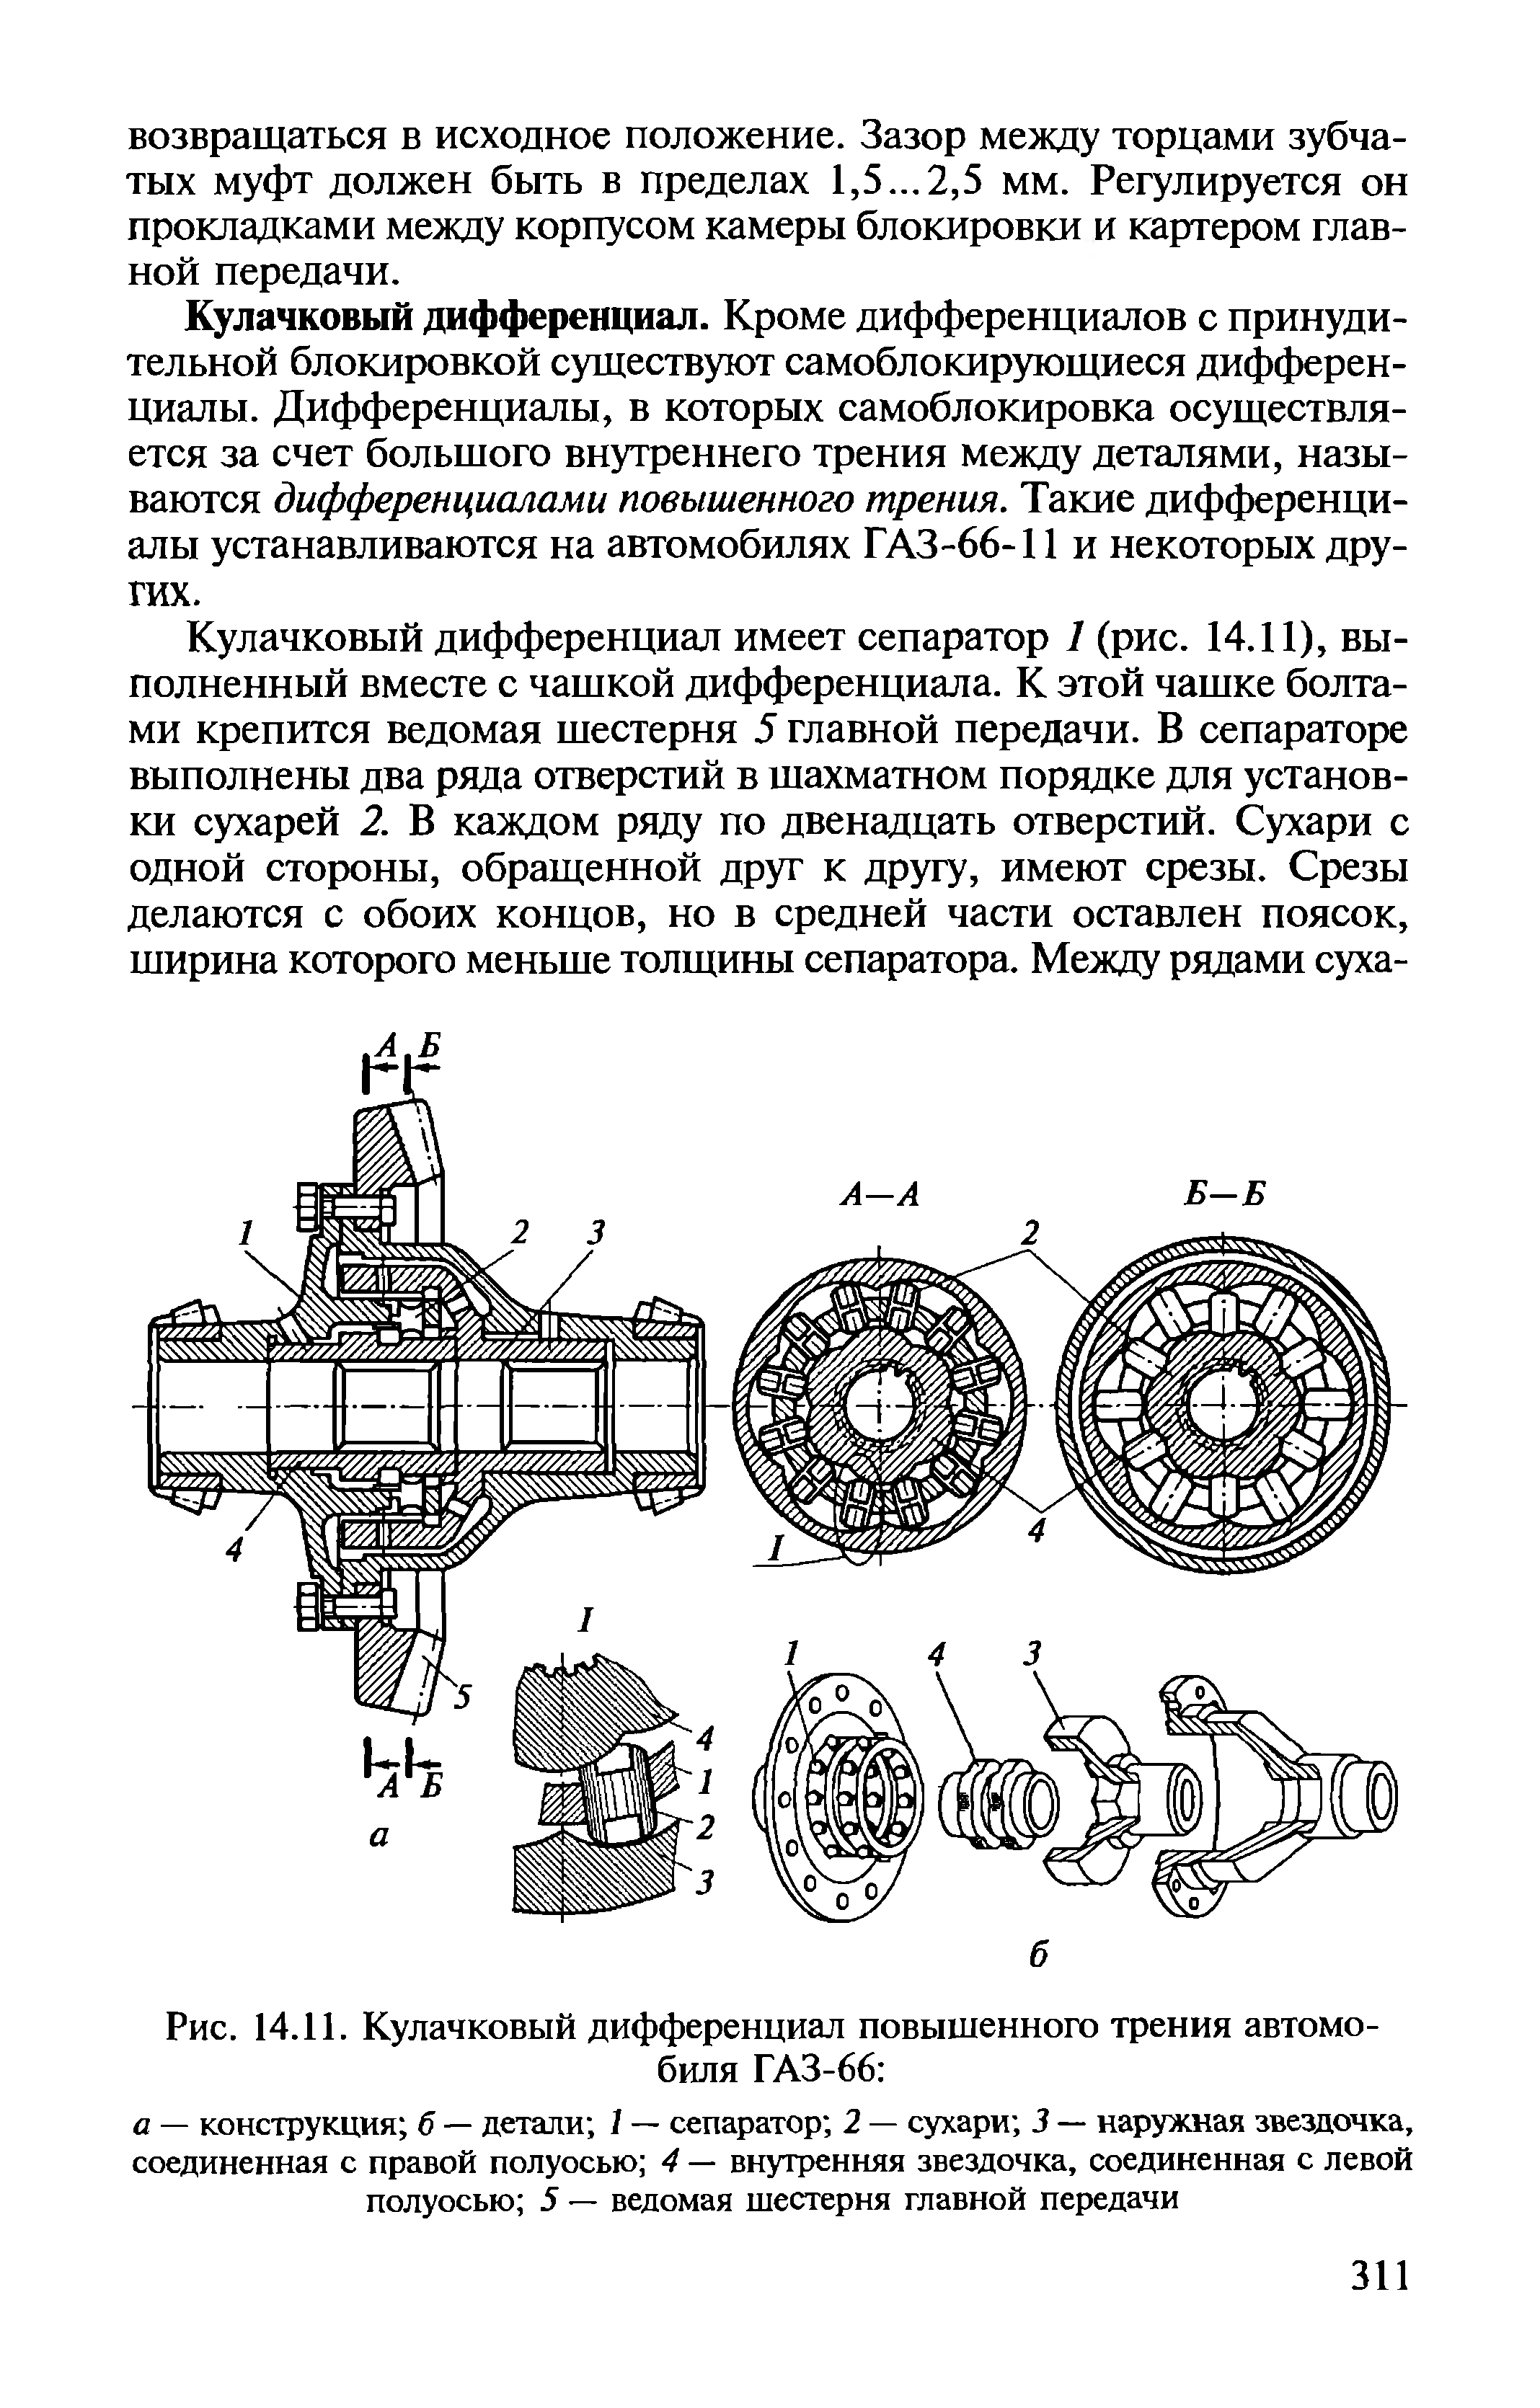 возвращаться в исходное положение. Зазор между торцами зубча-
тых муфт должен быть в пределах 1,5...2,5 мм. Регулируется он
прокладками между корпусом камеры блокировки и картером глав-
ной передачи.
Кулачковый дифференциал. Кроме дифференциалов с принуди-
тельной блокировкой существуют самоблокирующиеся дифферен-
циалы. Дифференциалы, в которых самоблокировка осуществля-
ется за счет большого внутреннего трения между деталями, назы-
ваются дифференциалами повышенного трения. Такие дифференци-
алы устанавливаются на автомобилях ГАЗ-66-11 и некоторых дру-
гих.
Кулачковый дифференциал имеет сепаратор 1 (рис. 14.11), вы-
полненный вместе с чашкой дифференциала. К этой чашке болта-
ми крепится ведомая шестерня 5 главной передачи. В сепараторе
выполнены два ряда отверстий в шахматном порядке для установ-
ки сухарей 2. В каждом ряду по двенадцать отверстий. Сухари с
одной стороны, обращенной друг к другу, имеют срезы. Срезы
делаются с обоих концов, но в средней части оставлен поясок,
ширина которого меньше толщины сепаратора. Между рядами суха-
А Б
А—А Б—Б
1 2 3 2
4 4
I
I
1 4 3
5
4
1
2
3
А Б
а
б
Рис. 14.11. Кулачковый дифференциал повышенного трения автомо-
биля ГАЗ-66:
а — конструкция; б — детали; 1 — сепаратор; 2 — сухари; 3 — наружная звездочка,
соединенная с правой полуосью; 4 — внутренняя звездочка, соединенная с левой
полуосью; 5 — ведомая шестерня главной передачи
311